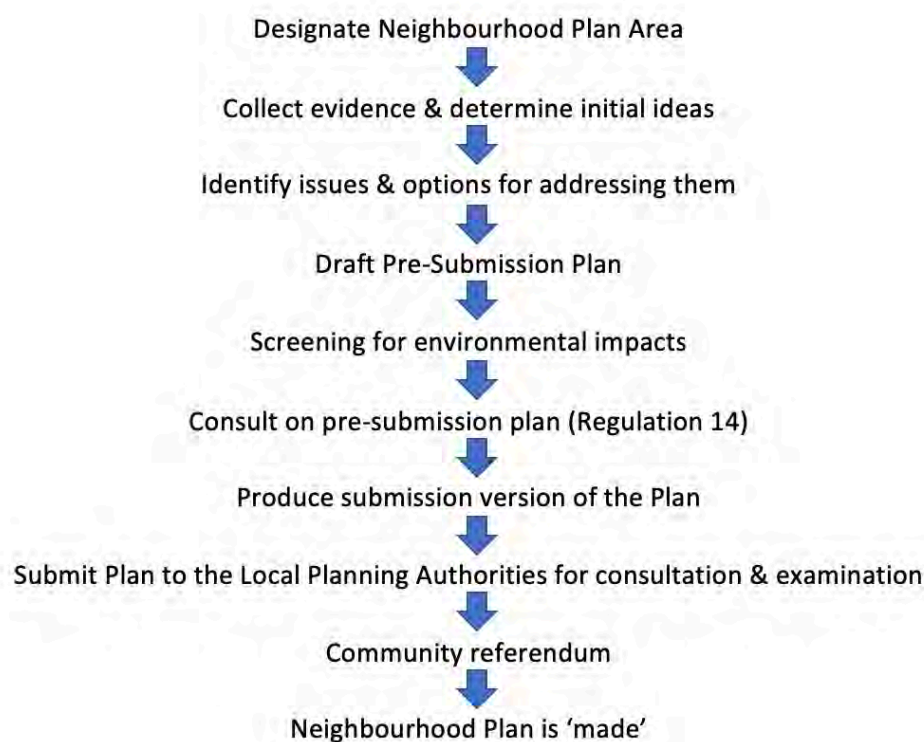 Designate Neighbourhood Plan Area
Collect evidence & determine initial ideas
Identify issues & options for addressing them
Draft Pre-Submission Plan
Screening for environmental impacts
Consult on pre-submission plan (Regulation 14)
Produce submission version of the Plan
Submit Plan to the Local Planning Authorities for consultation & examination
Community referendum
Neighbourhood Plan is ‘made’